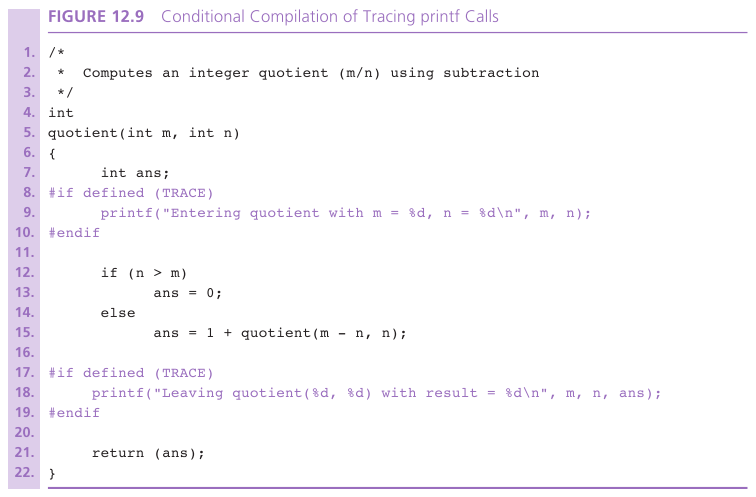 FIGURE 12.9 Conditional Compilation of Tracing printf Calls
1. /*
2.  *  Computes an integer quotient (m/n) using subtraction
3.  */
4. int
5. quotient(int m, int n)
6. {
7.       int ans;
8. #if defined (TRACE)
9.       printf("Entering quotient with m = %d, n = %d\n", m, n);
10. #endif
11.
12.       if (n > m)
13.             ans = 0;
14.       else
15.             ans = 1 + quotient(m - n, n);
16.
17. #if defined (TRACE)
18.      printf("Leaving quotient(%d, %d) with result = %d\n", m, n, ans);
19. #endif
20.
21.      return (ans);
22. }